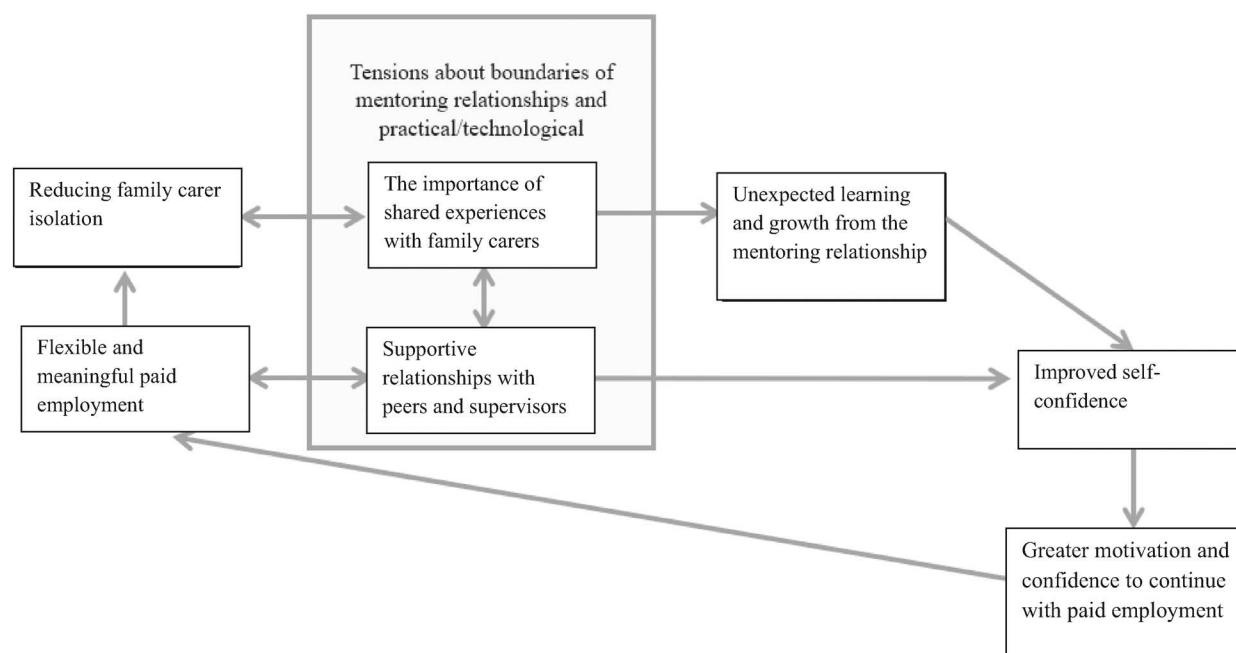 Tensions about boundaries of
mentoring relationships and
practical/technological
Reducing family carer
isolation
The importance of
shared experiences
with family carers
Unexpected learning
and growth from the
mentoring relationship
Flexible and
meaningful paid
employment
Supportive
relationships with
peers and supervisors
Improved self-
confidence
Greater motivation and
confidence to continue
with paid employment